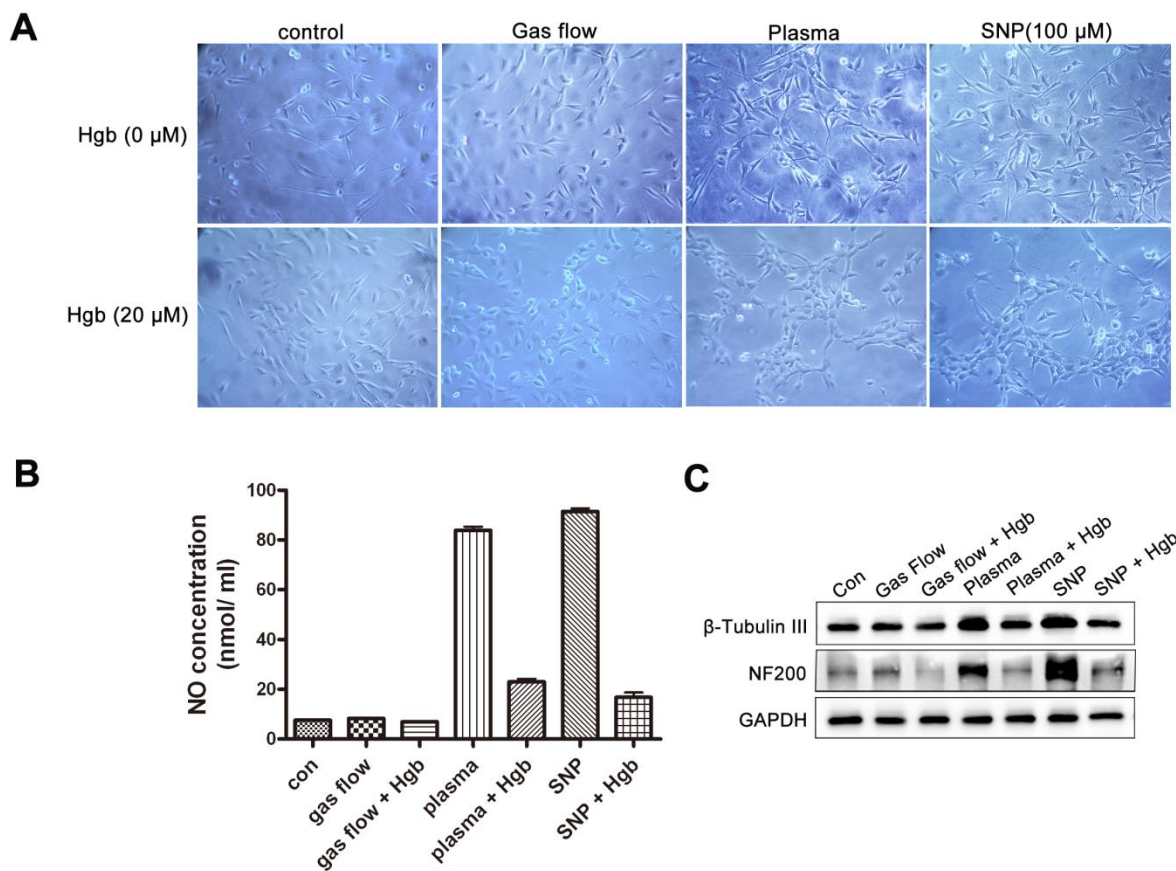 A
control
Gas flow
Plasma
SNP(100 μM)
Hgb (0 μM)
Hgb (20 μM)
B
NO concentration
(nmol/ ml)
100
80
60
40
20
0
con
gas flow
gas flow + Hgb
plasma
plasma + Hgb
SNP
SNP + Hgb
C
Con
Gas Flow
Gas flow + Hgb
Plasma
Plasma + Hgb
SNP
SNP + Hgb
β-Tubulin III
NF200
GAPDH